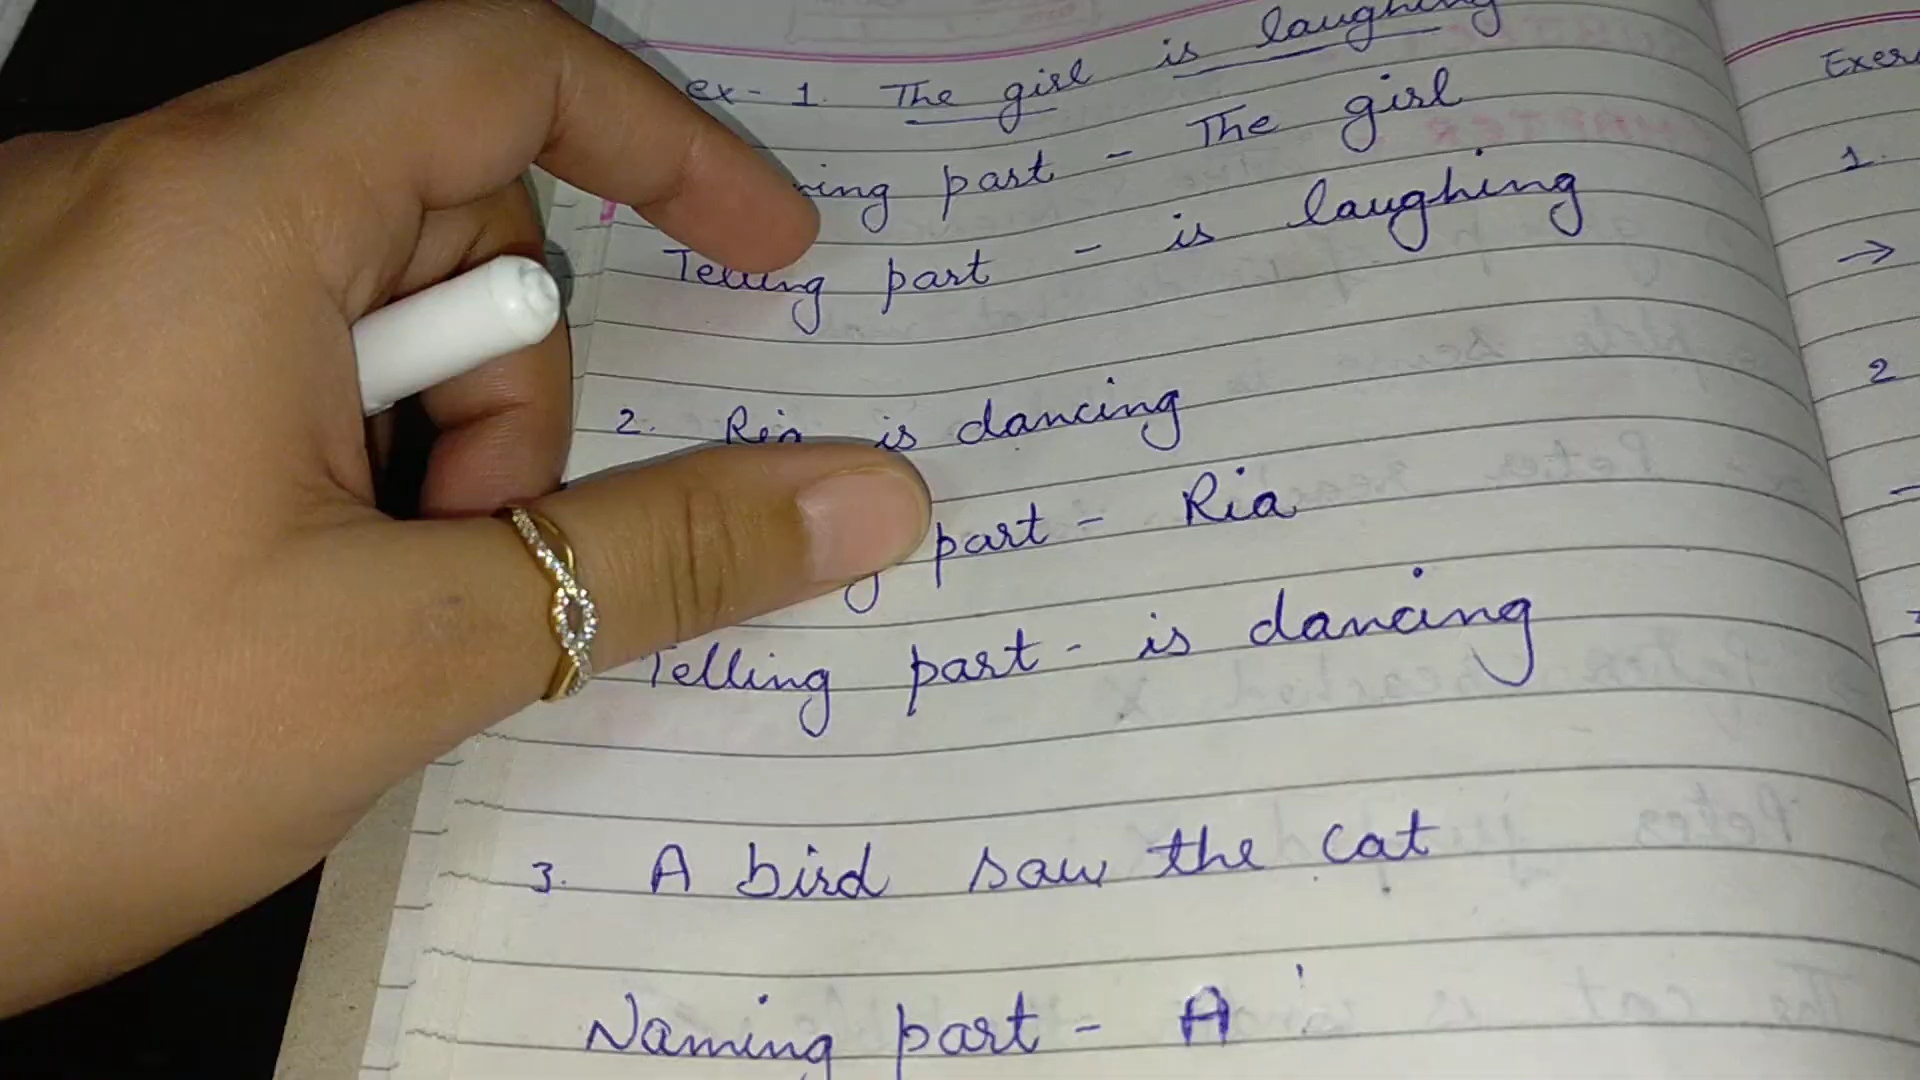 ex- 1. The girl is laughing
part - The girl
Telling part - is laughing
2. Ria is dancing
part - Ria
Telling part - is dancing
3. A bird saw the cat
Naming part - A
Exer
1.
→
2